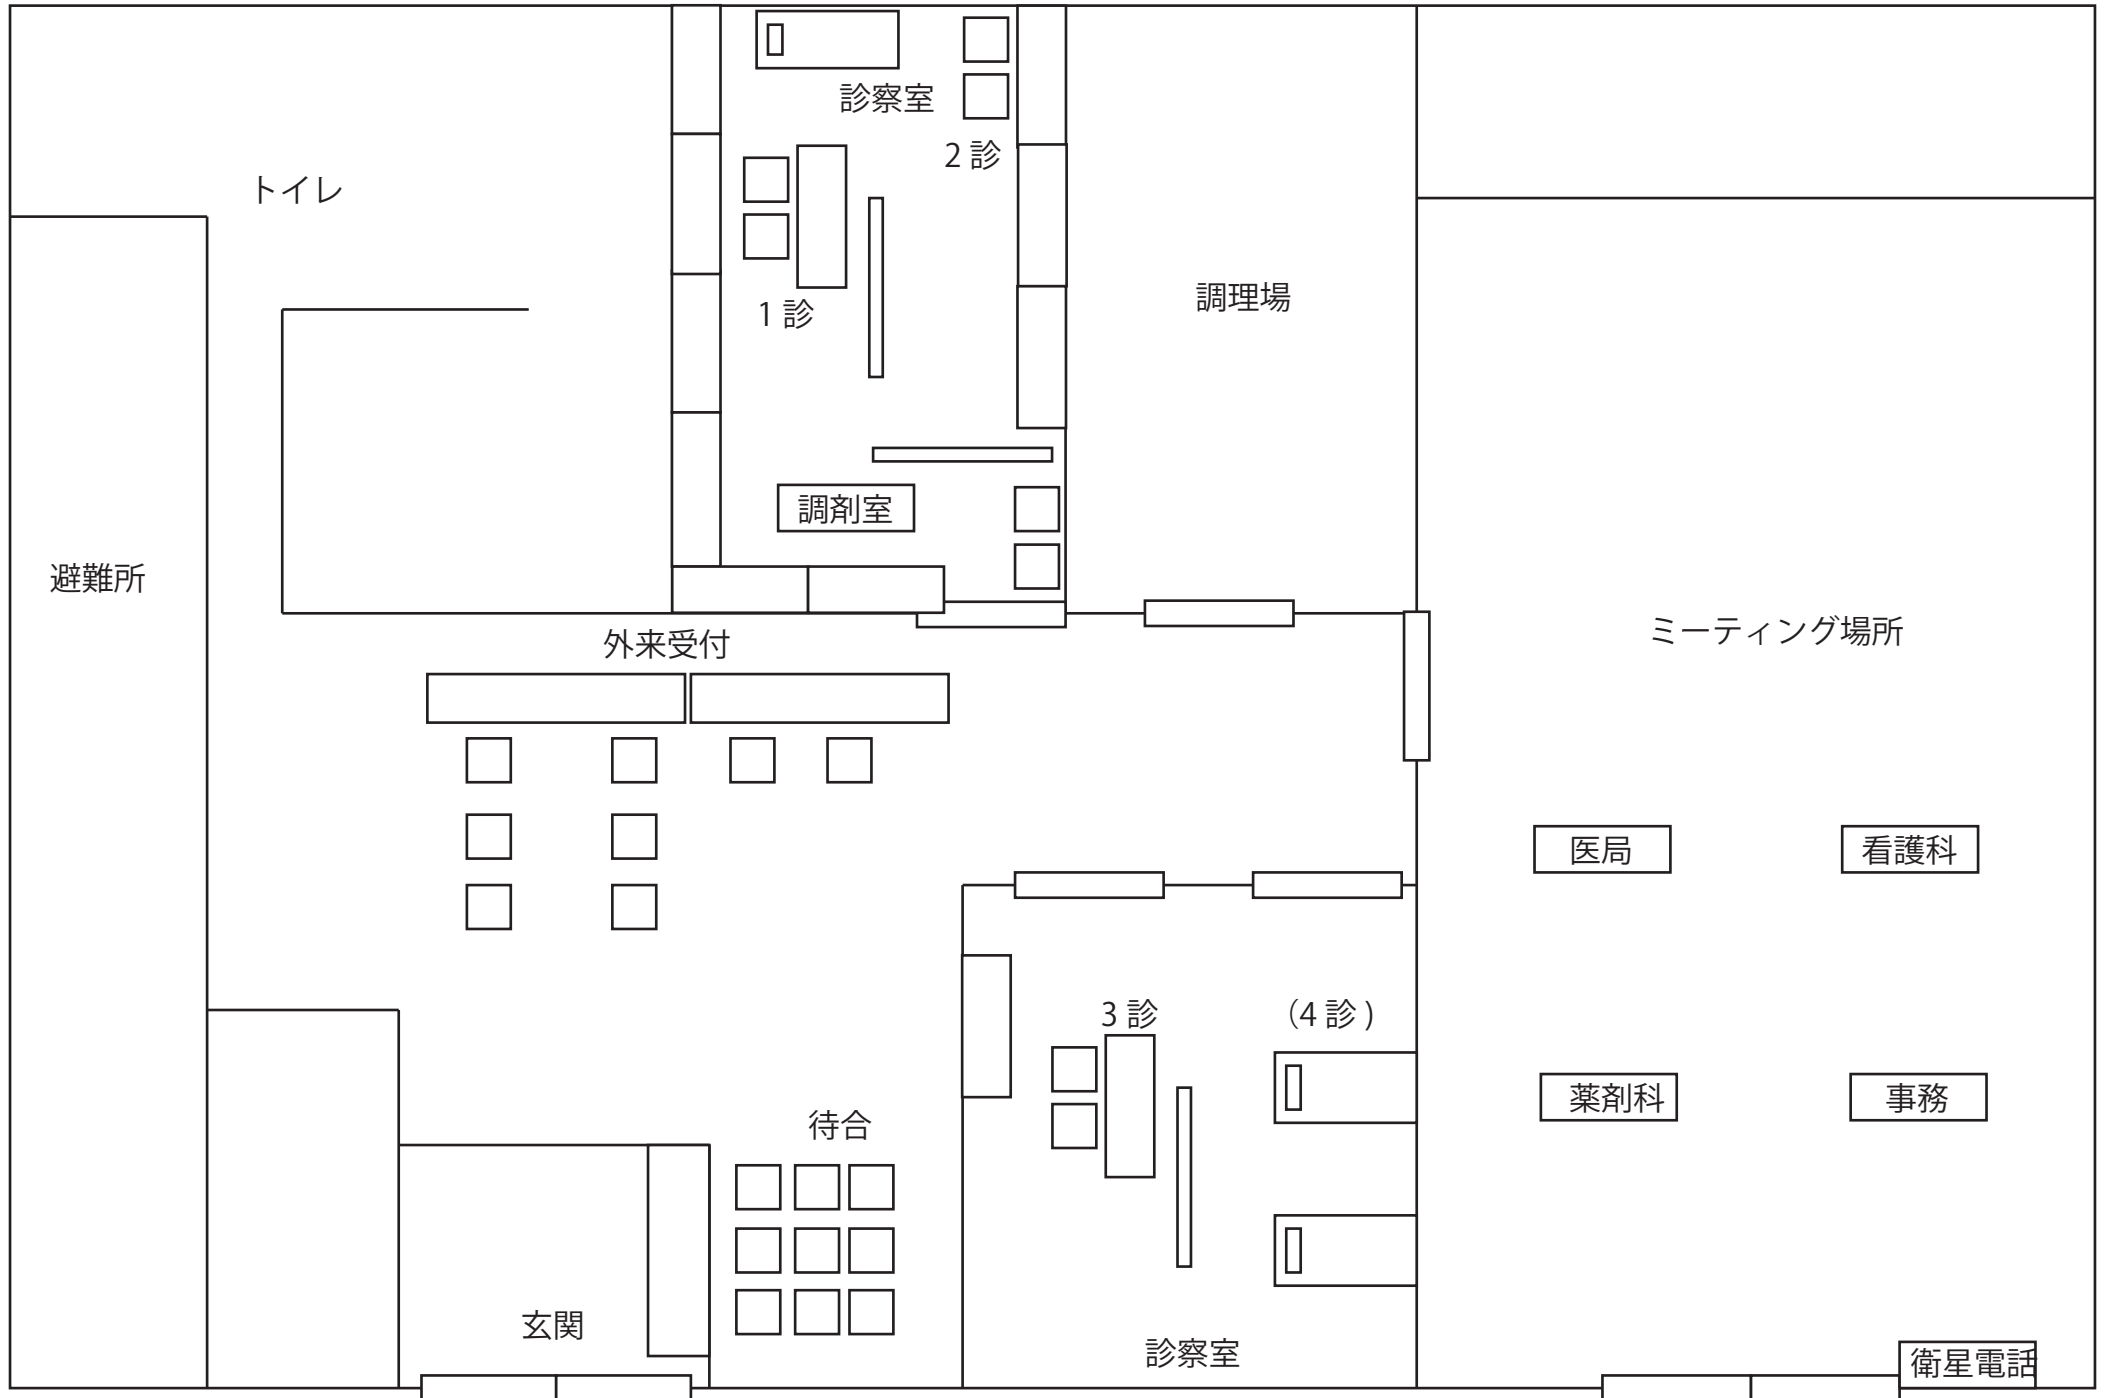 診察室
2 診
トイレ
1 診
調理場
調剤室
避難所
外来受付
ミーティング場所
医局
看護科
3 診
（4 診 )
薬剤科
事務
待合
玄関
診察室
衛星電話